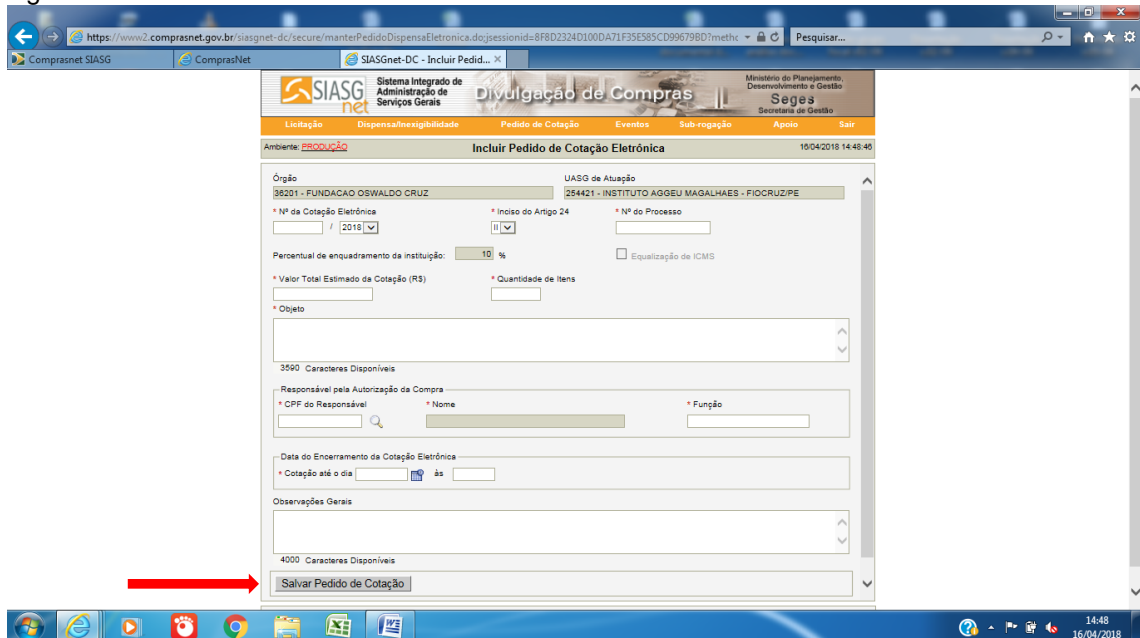 https://www2.comprasnet.gov.br/siasgnet-dc/secure/manterPedidoDispensaEletronica.do;jsessionid=8F8D2324D100DA71F35E585CD99679BD?methc
Pesquisar...
Comprasnet SIASG
ComprasNet
SIASGnet-DC - Incluir Pedid...
SIASG
net
Sistema Integrado de
Administração de
Serviços Gerais
Divulgação de Compras
Ministério do Planejamento,
Desenvolvimento e Gestão
Seges
Secretaria de Gestão
Licitação Dispensa/Inexigibilidade Pedido de Cotação Eventos Sub-rogação Apoio Sair
Ambiente: PRODUÇÃO
Incluir Pedido de Cotação Eletrônica
16/04/2018 14:48:46
Órgão UASG de Atuação
36201 - FUNDACAO OSWALDO CRUZ 254421 - INSTITUTO AGGEU MAGALHAES - FIOCRUZ/PE
* Nº da Cotação Eletrônica * Inciso do Artigo 24 * Nº do Processo
/ 2018 II
Percentual de enquadramento da instituição: 10 % Equalização de ICMS
* Valor Total Estimado da Cotação (R$) * Quantidade de Itens
* Objeto
3590 Caracteres Disponíveis
Responsável pela Autorização da Compra
* CPF do Responsável * Nome * Função
Data do Encerramento da Cotação Eletrônica
* Cotação até o dia às
Observações Gerais
4000 Caracteres Disponíveis
Salvar Pedido de Cotação
14:48
16/04/2018